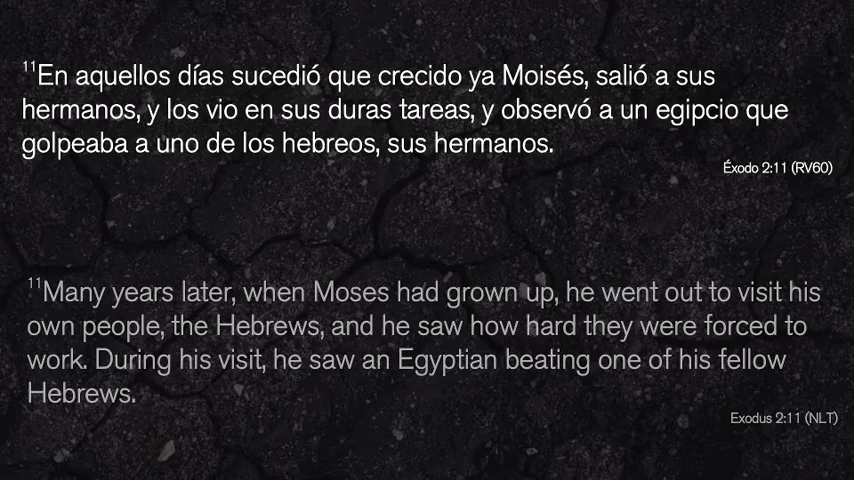 11En aquellos días sucedió que crecido ya Moisés, salió a sus
hermanos, y los vio en sus duras tareas, y observó a un egipcio que
golpeaba a uno de los hebreos, sus hermanos.
Éxodo 2:11 (RV60)
11Many years later, when Moses had grown up, he went out to visit his
own people, the Hebrews, and he saw how hard they were forced to
work. During his visit, he saw an Egyptian beating one of his fellow
Hebrews.
Exodus 2:11 (NLT)